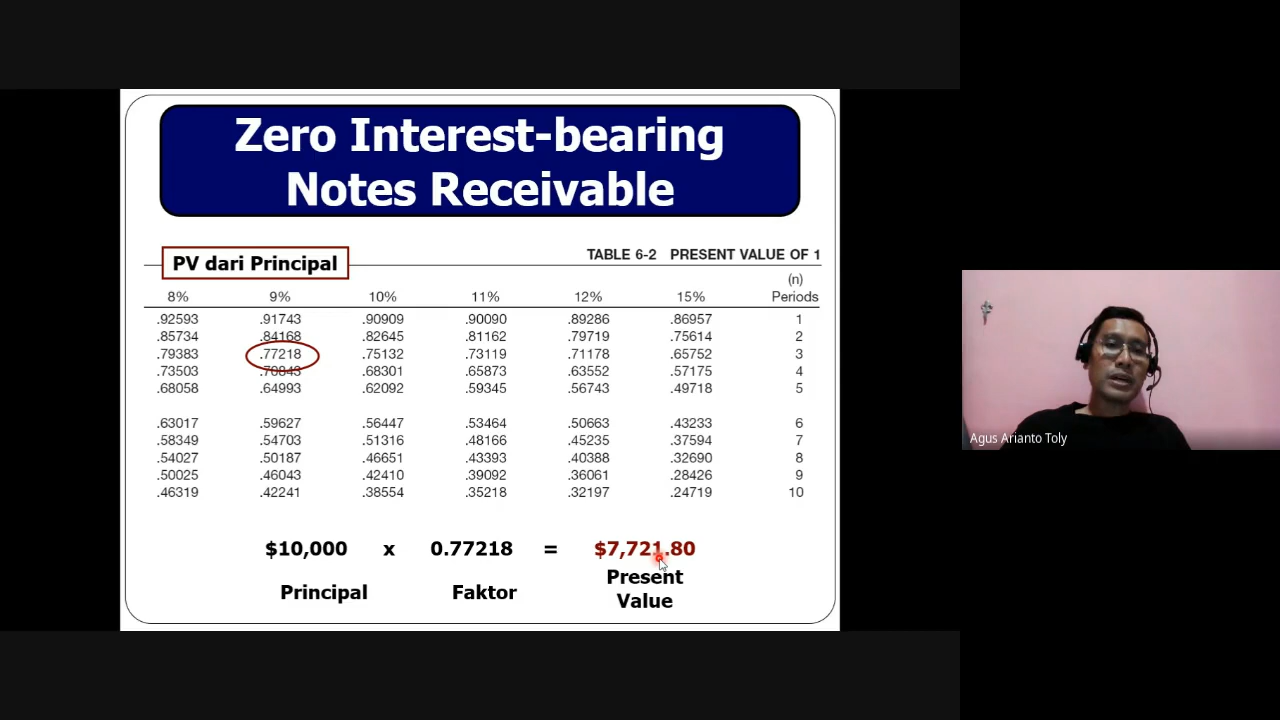 Zero Interest-bearing
Notes Receivable
PV dari Principal
TABLE 6-2 PRESENT VALUE OF 1
8% 9% 10% 11% 12% 15% (n) Periods
.92593 .91743 .90909 .90090 .89286 .86957 1
.85734 .84168 .82645 .81162 .79719 .75614 2
.79383 .77218 .75132 .73119 .71178 .65752 3
.73503 .70843 .68301 .65873 .63552 .57175 4
.68058 .64993 .62092 .59345 .56743 .49718 5
.63017 .59627 .56447 .53464 .50663 .43233 6
.58349 .54703 .51316 .48166 .45235 .37594 7
.54027 .50187 .46651 .43393 .40388 .32690 8
.50025 .46043 .42410 .39092 .36061 .28426 9
.46319 .42241 .38554 .35218 .32197 .24719 10
$10,000 x 0.77218 = $7,721.80
Principal Faktor Present Value
Agus Arianto Toly